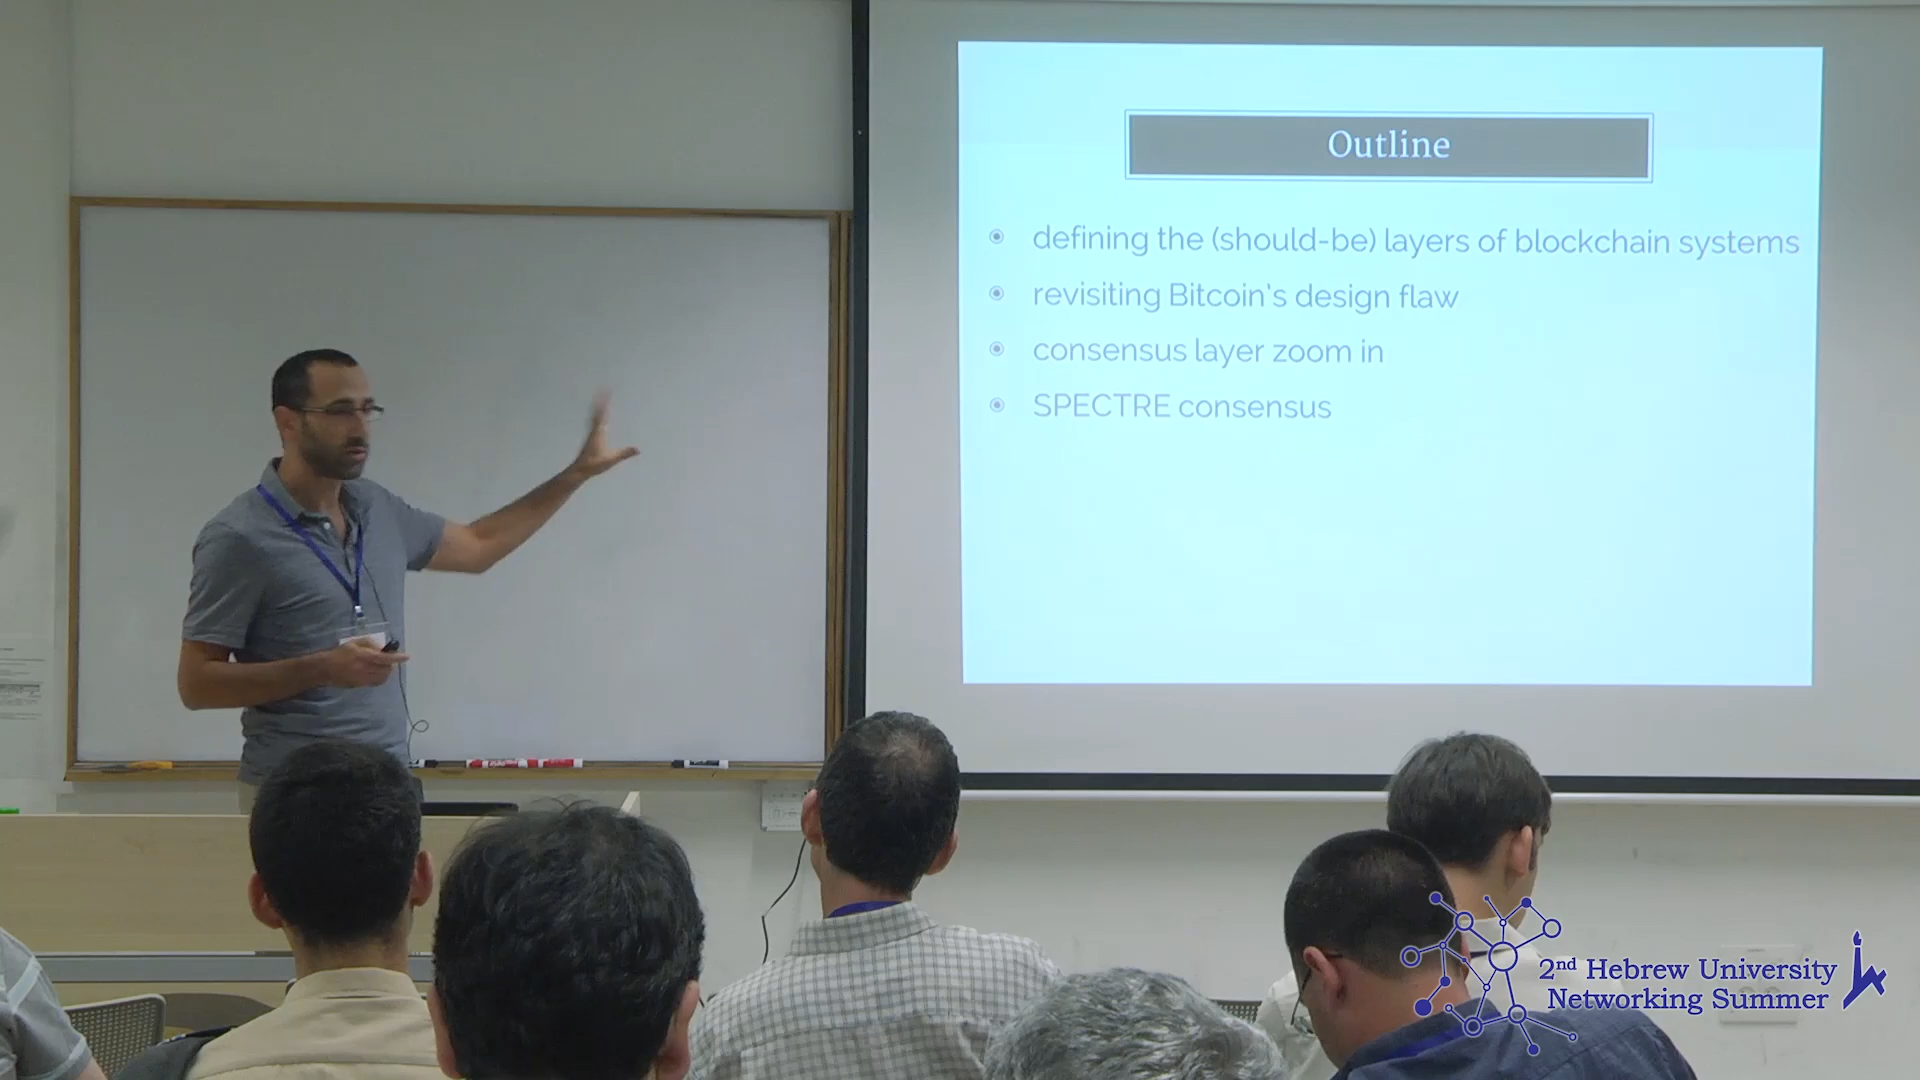 Outline
defining the (should-be) layers of blockchain systems
revisiting Bitcoin's design flaw
consensus layer zoom in
SPECTRE consensus
2nd Hebrew University
Networking Summer